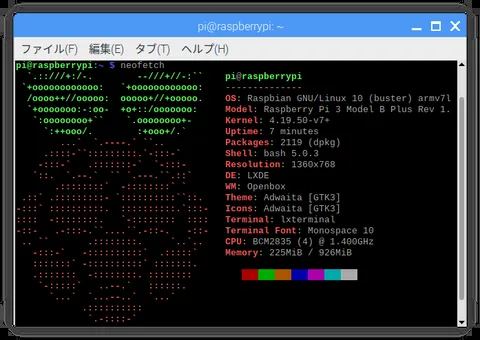 pi@raspberrypi: ~
ファイル(F) 編集(E) タブ(T) ヘルプ(H)
pi@raspberrypi:~ $ neofetch
pi@raspberrypi
--------------
OS: Raspbian GNU/Linux 10 (buster) armv7l
Model: Raspberry Pi 3 Model B Plus Rev 1.
Kernel: 4.19.50-v7+
Uptime: 7 minutes
Packages: 2119 (dpkg)
Shell: bash 5.0.3
Resolution: 1360x768
DE: LXDE
WM: Openbox
Theme: Adwaita [GTK3]
Icons: Adwaita [GTK3]
Terminal: lxterminal
Terminal Font: Monospace 10
CPU: BCM2835 (4) @ 1.400GHz
Memory: 225MiB / 926MiB